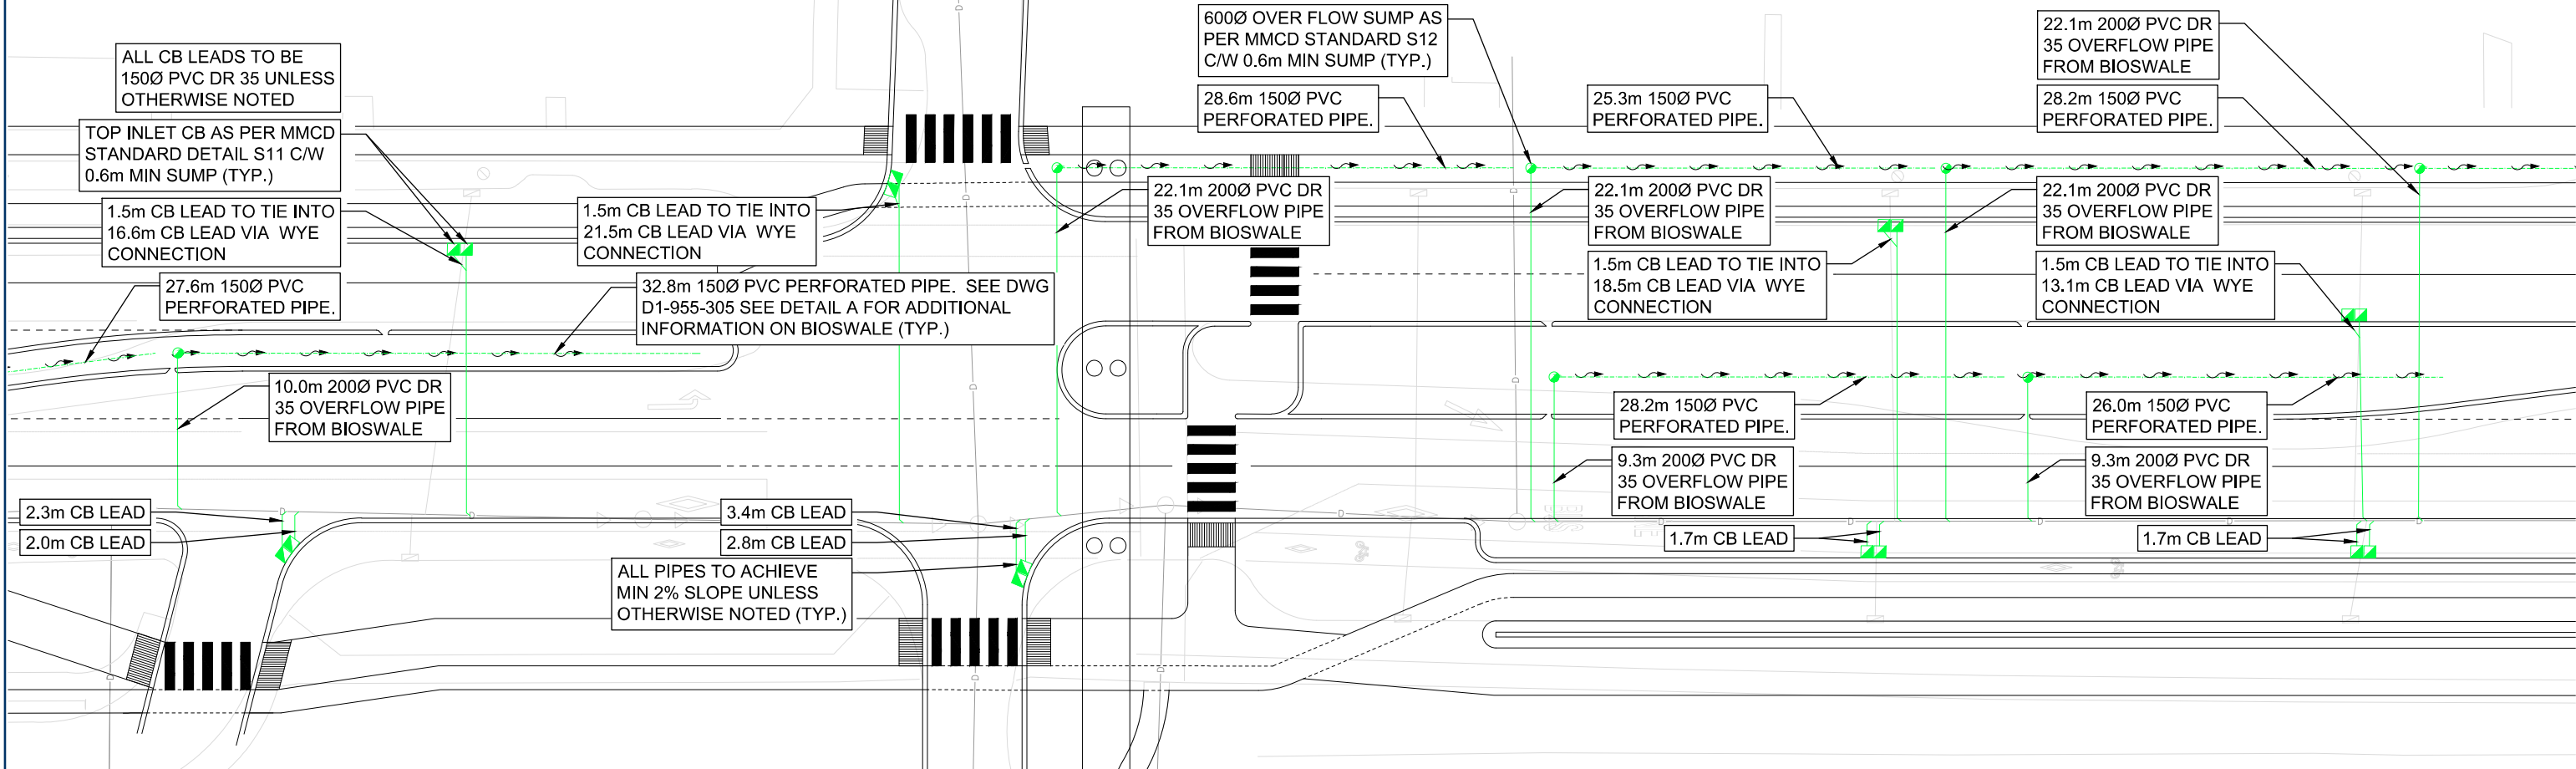 ALL CB LEADS TO BE
150Ø PVC DR 35 UNLESS
OTHERWISE NOTED
TOP INLET CB AS PER MMCD
STANDARD DETAIL S11 C/W
0.6m MIN SUMP (TYP.)
1.5m CB LEAD TO TIE INTO
16.6m CB LEAD VIA WYE
CONNECTION
27.6m 150Ø PVC
PERFORATED PIPE.
10.0m 200Ø PVC DR
35 OVERFLOW PIPE
FROM BIOSWALE
2.3m CB LEAD
2.0m CB LEAD
1.5m CB LEAD TO TIE INTO
21.5m CB LEAD VIA WYE
CONNECTION
32.8m 150Ø PVC PERFORATED PIPE. SEE DWG
D1-955-305 SEE DETAIL A FOR ADDITIONAL
INFORMATION ON BIOSWALE (TYP.)
3.4m CB LEAD
2.8m CB LEAD
ALL PIPES TO ACHIEVE
MIN 2% SLOPE UNLESS
OTHERWISE NOTED (TYP.)
600Ø OVER FLOW SUMP AS
PER MMCD STANDARD S12
C/W 0.6m MIN SUMP (TYP.)
28.6m 150Ø PVC
PERFORATED PIPE.
22.1m 200Ø PVC DR
35 OVERFLOW PIPE
FROM BIOSWALE
25.3m 150Ø PVC
PERFORATED PIPE.
22.1m 200Ø PVC DR
35 OVERFLOW PIPE
FROM BIOSWALE
1.5m CB LEAD TO TIE INTO
18.5m CB LEAD VIA WYE
CONNECTION
28.2m 150Ø PVC
PERFORATED PIPE.
9.3m 200Ø PVC DR
35 OVERFLOW PIPE
FROM BIOSWALE
1.7m CB LEAD
22.1m 200Ø PVC DR
35 OVERFLOW PIPE
FROM BIOSWALE
28.2m 150Ø PVC
PERFORATED PIPE.
22.1m 200Ø PVC DR
35 OVERFLOW PIPE
FROM BIOSWALE
1.5m CB LEAD TO TIE INTO
13.1m CB LEAD VIA WYE
CONNECTION
26.0m 150Ø PVC
PERFORATED PIPE.
9.3m 200Ø PVC DR
35 OVERFLOW PIPE
FROM BIOSWALE
1.7m CB LEAD